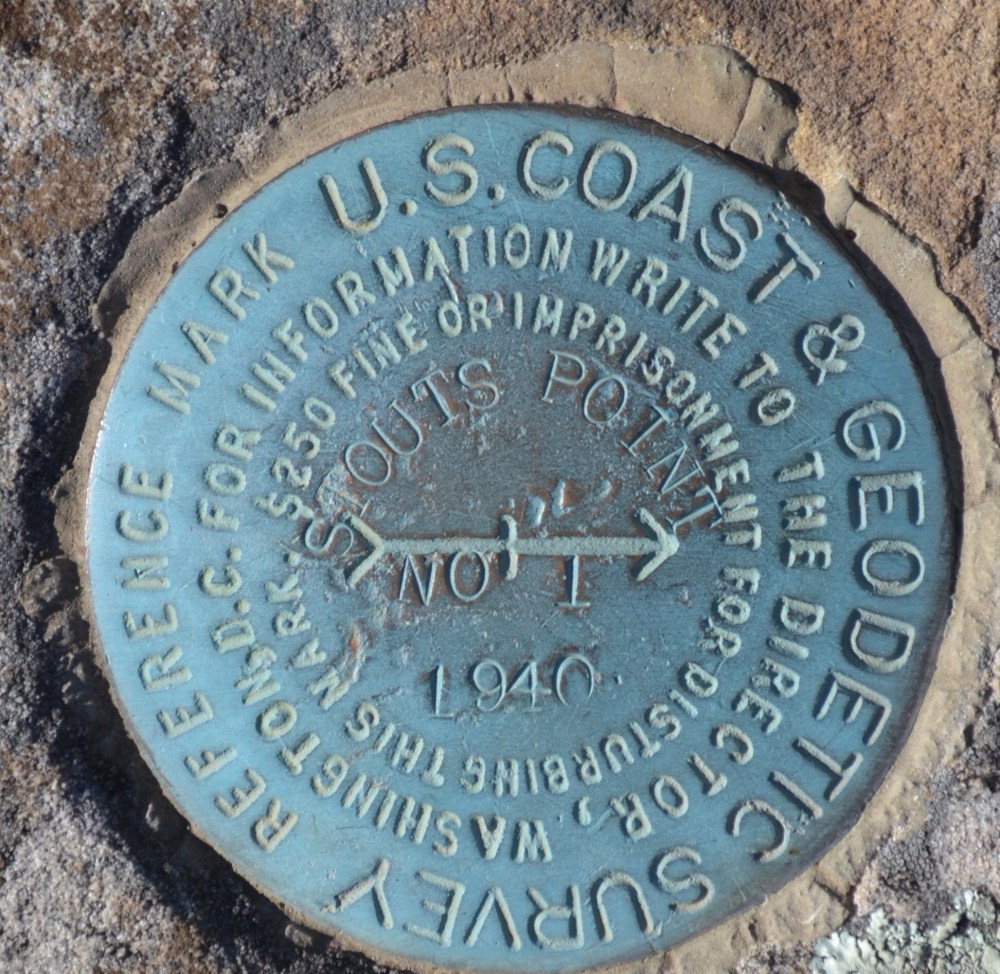 U.S. COAST & GEODETIC SURVEY
REFERENCE MARK
FOR INFORMATION WRITE TO THE DIRECTOR, WASHINGTON, D.C.
$250 FINE OR IMPRISONMENT FOR DISTURBING THIS MARK.
STOUTS POINT
NO 1
1940